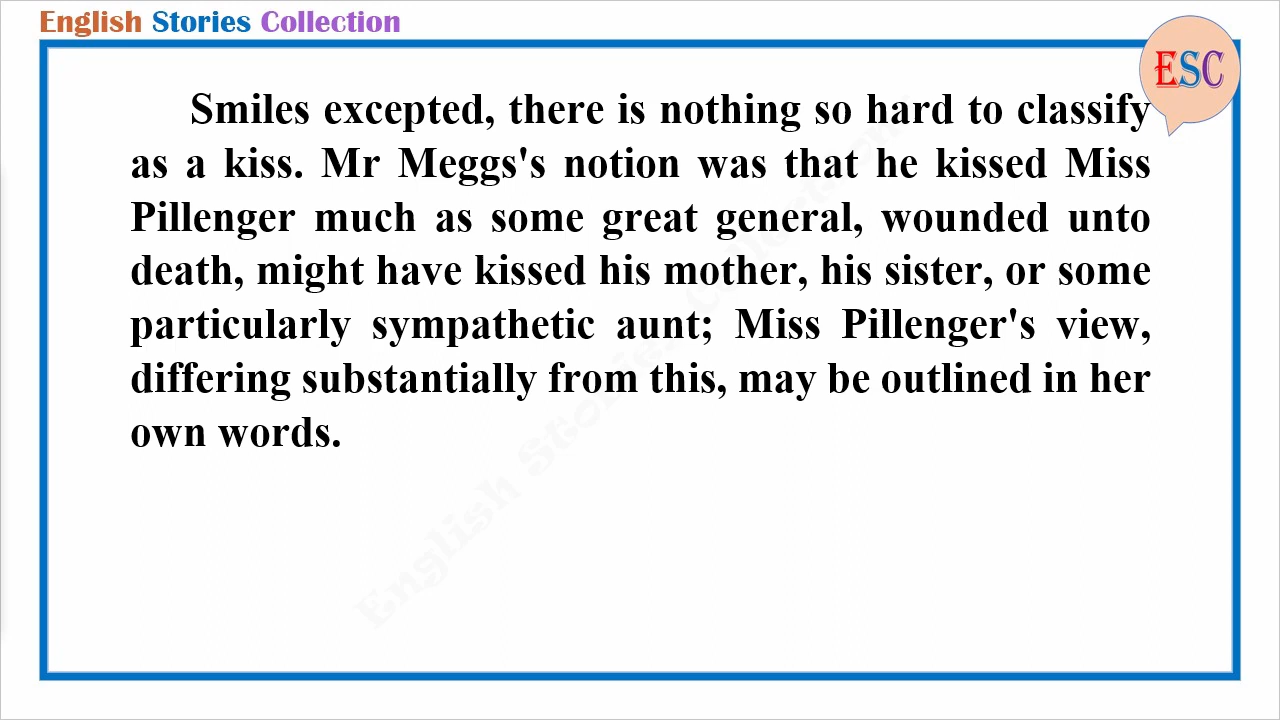 English Stories Collection
ESC
Smiles excepted, there is nothing so hard to classify
as a kiss. Mr Meggs's notion was that he kissed Miss
Pillenger much as some great general, wounded unto
death, might have kissed his mother, his sister, or some
particularly sympathetic aunt; Miss Pillenger's view,
differing substantially from this, may be outlined in her
own words.
English Stories Collection